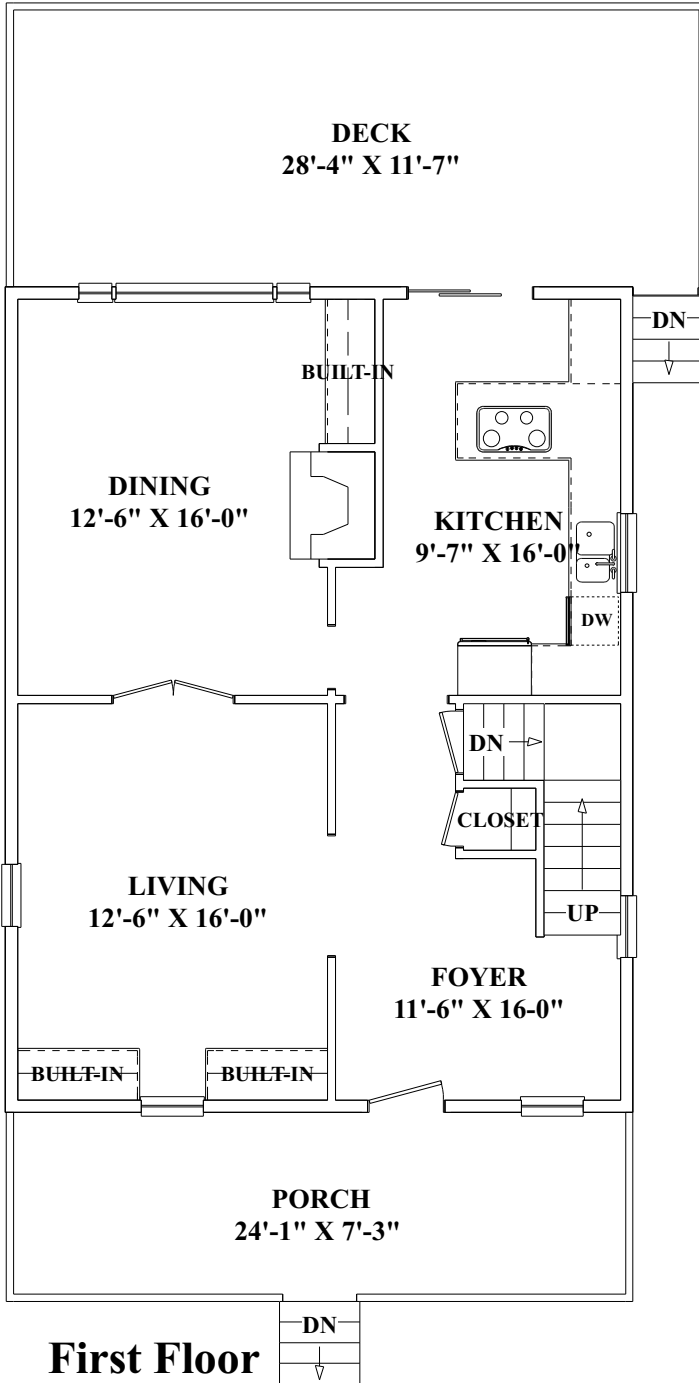 DECK
28'-4" X 11'-7"
DN
BUILT-IN
DINING
12'-6" X 16'-0"
KITCHEN
9'-7" X 16'-0"
DW
DN
CLOSET
LIVING
12'-6" X 16'-0"
UP
FOYER
11'-6" X 16-0"
BUILT-IN
BUILT-IN
PORCH
24'-1" X 7'-3"
DN
First Floor